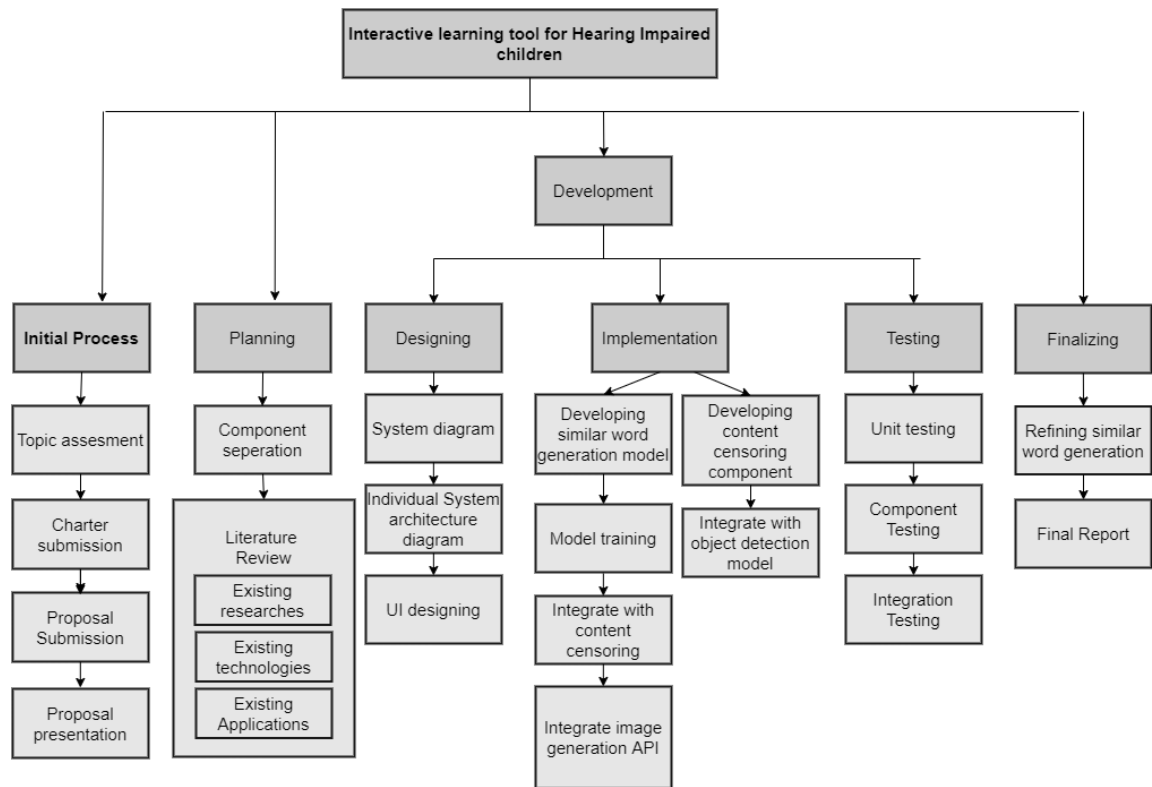 Interactive learning tool for Hearing Impaired
children
Development
Initial Process
Planning
Designing
Implementation
Testing
Finalizing
Topic assesment
Charter
submission
Proposal
Submission
Proposal
presentation
Component
seperation
Literature
Review
Existing
researches
Existing
technologies
Existing
Applications
System diagram
Individual System
architecture
diagram
UI designing
Developing
similar word
generation model
Model training
Integrate with
content
censoring
Integrate image
generation API
Developing
content
censoring
component
Integrate with
object detection
model
Unit testing
Component
Testing
Integration
Testing
Refining similar
word generation
Final Report